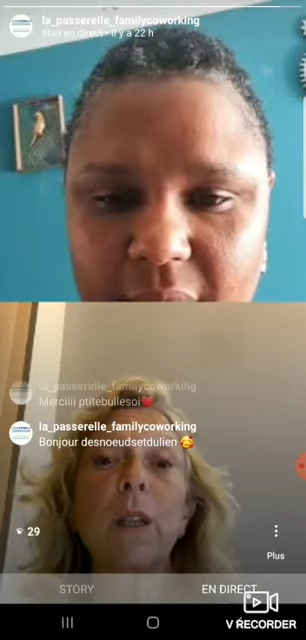 la_passerelle_familycoworking
était en direct • il y a 22 h
la_passerelle_familycoworking
Merciiii ptitebullesoi❤️
la_passerelle_familycoworking
Bonjour desnoeudsetdulien 🥰
29
Plus
STORY
EN DIRECT
V RECORDER